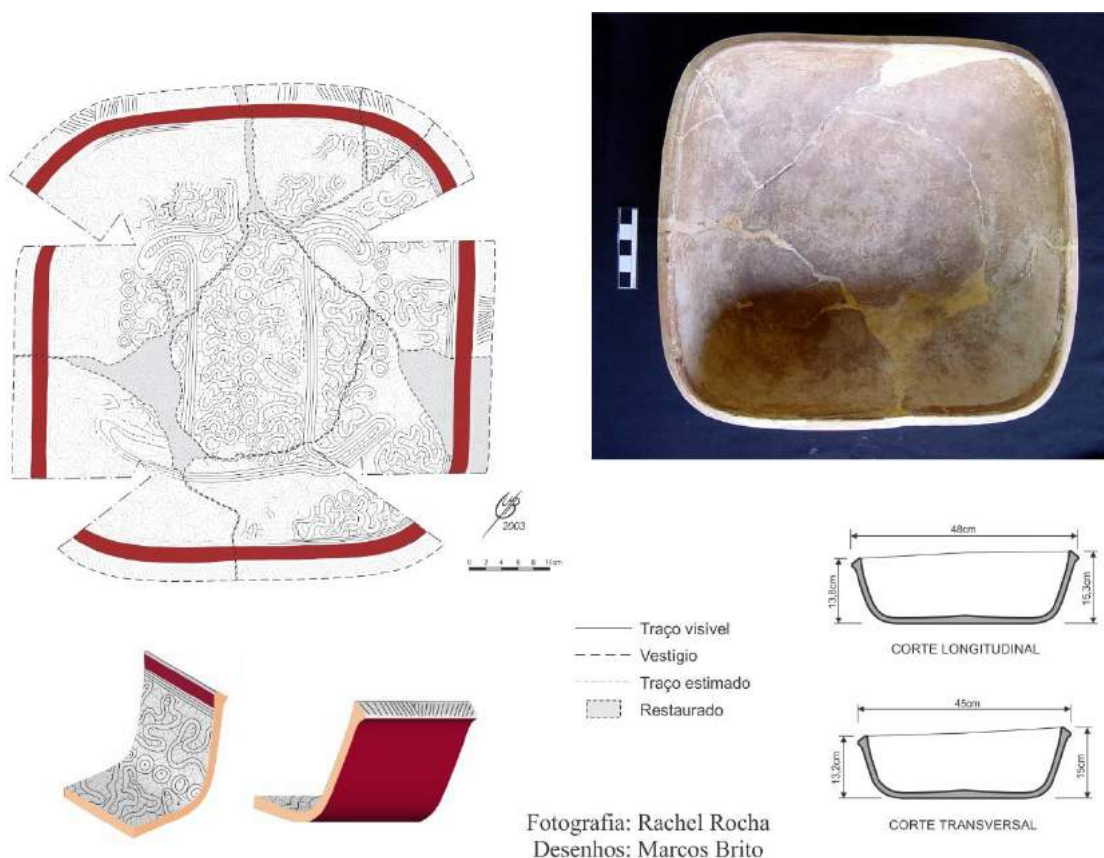 2003
0 2 4 6 8 10cm
Traço visível
Vestígio
Traço estimado
Restaurado
48cm
13,8cm
15,3cm
CORTE LONGITUDINAL
45cm
13,2cm
15cm
CORTE TRANSVERSAL
Fotografia: Rachel Rocha
Desenhos: Marcos Brito